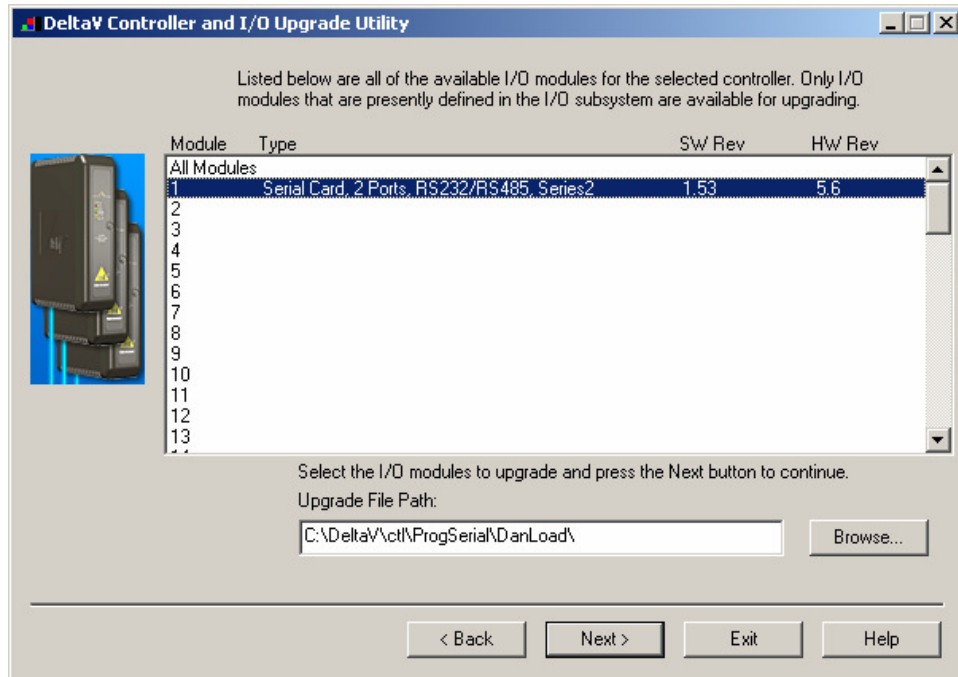 DeltaV Controller and I/O Upgrade Utility
Listed below are all of the available I/O modules for the selected controller. Only I/O
modules that are presently defined in the I/O subsystem are available for upgrading.
Module Type SW Rev HW Rev
All Modules
1 Serial Card, 2 Ports, RS232/RS485, Series2 1.53 5.6
2
3
4
5
6
7
8
9
10
11
12
13
Select the I/O modules to upgrade and press the Next button to continue.
Upgrade File Path:
C:\DeltaV\ctl\ProgSerial\DanLoad\
Browse...
< Back Next > Exit Help